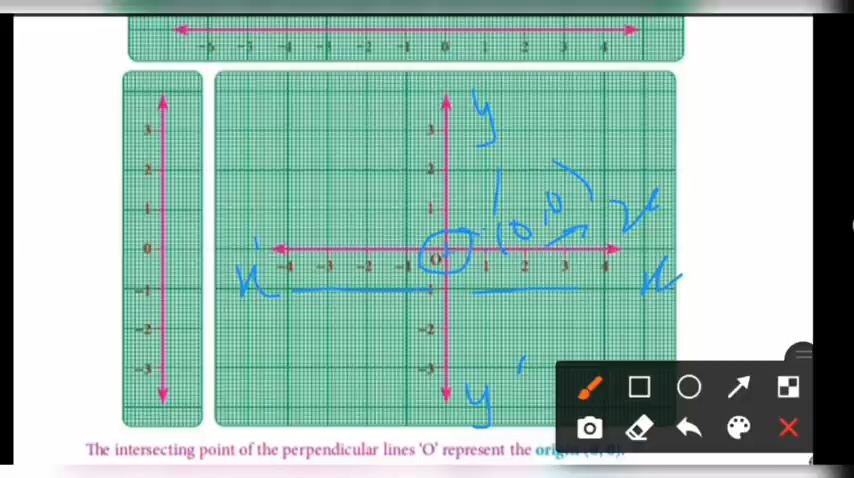 -5 -4 -3 -2 -1 0 1 2 3 4
3
2
1
0
-1
-2
-3
3
2
1
-4 -3 -2 -1 O 1 2 3 4
-2
-3
y
(0,0)
x'
x
y'
The intersecting point of the perpendicular lines 'O' represent the origin (0, 0).